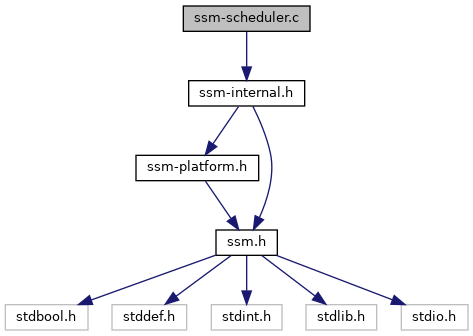 ssm-scheduler.c
ssm-internal.h
ssm-platform.h
ssm.h
stdbool.h
stddef.h
stdint.h
stdlib.h
stdio.h